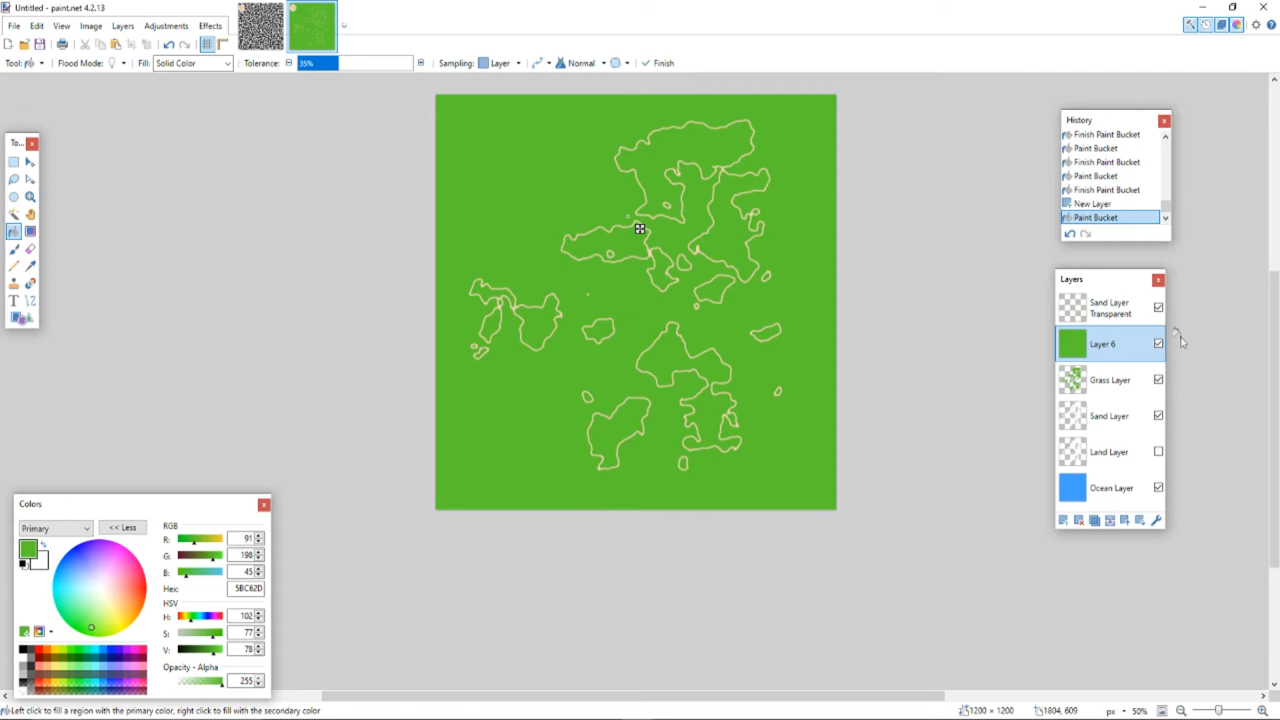 Untitled - paint.net 4.2.13
File Edit View Image Layers Adjustments Effects
Tool: Flood Mode: Fill: Solid Color Tolerance: 35% Sampling: Layer Normal Finish
To...
History
Finish Paint Bucket
Paint Bucket
Finish Paint Bucket
Paint Bucket
Finish Paint Bucket
New Layer
Paint Bucket
Layers
Sand Layer
Transparent
Layer 6
Grass Layer
Sand Layer
Land Layer
Ocean Layer
Colors
Primary
<< Less
RGB
R: 91
G: 198
B: 45
Hex: 5BC62D
HSV
H: 102
S: 77
V: 78
Opacity - Alpha
255
Left click to fill a region with the primary color, right click to fill with the secondary color
1200 × 1200
1804, 609
px
50%